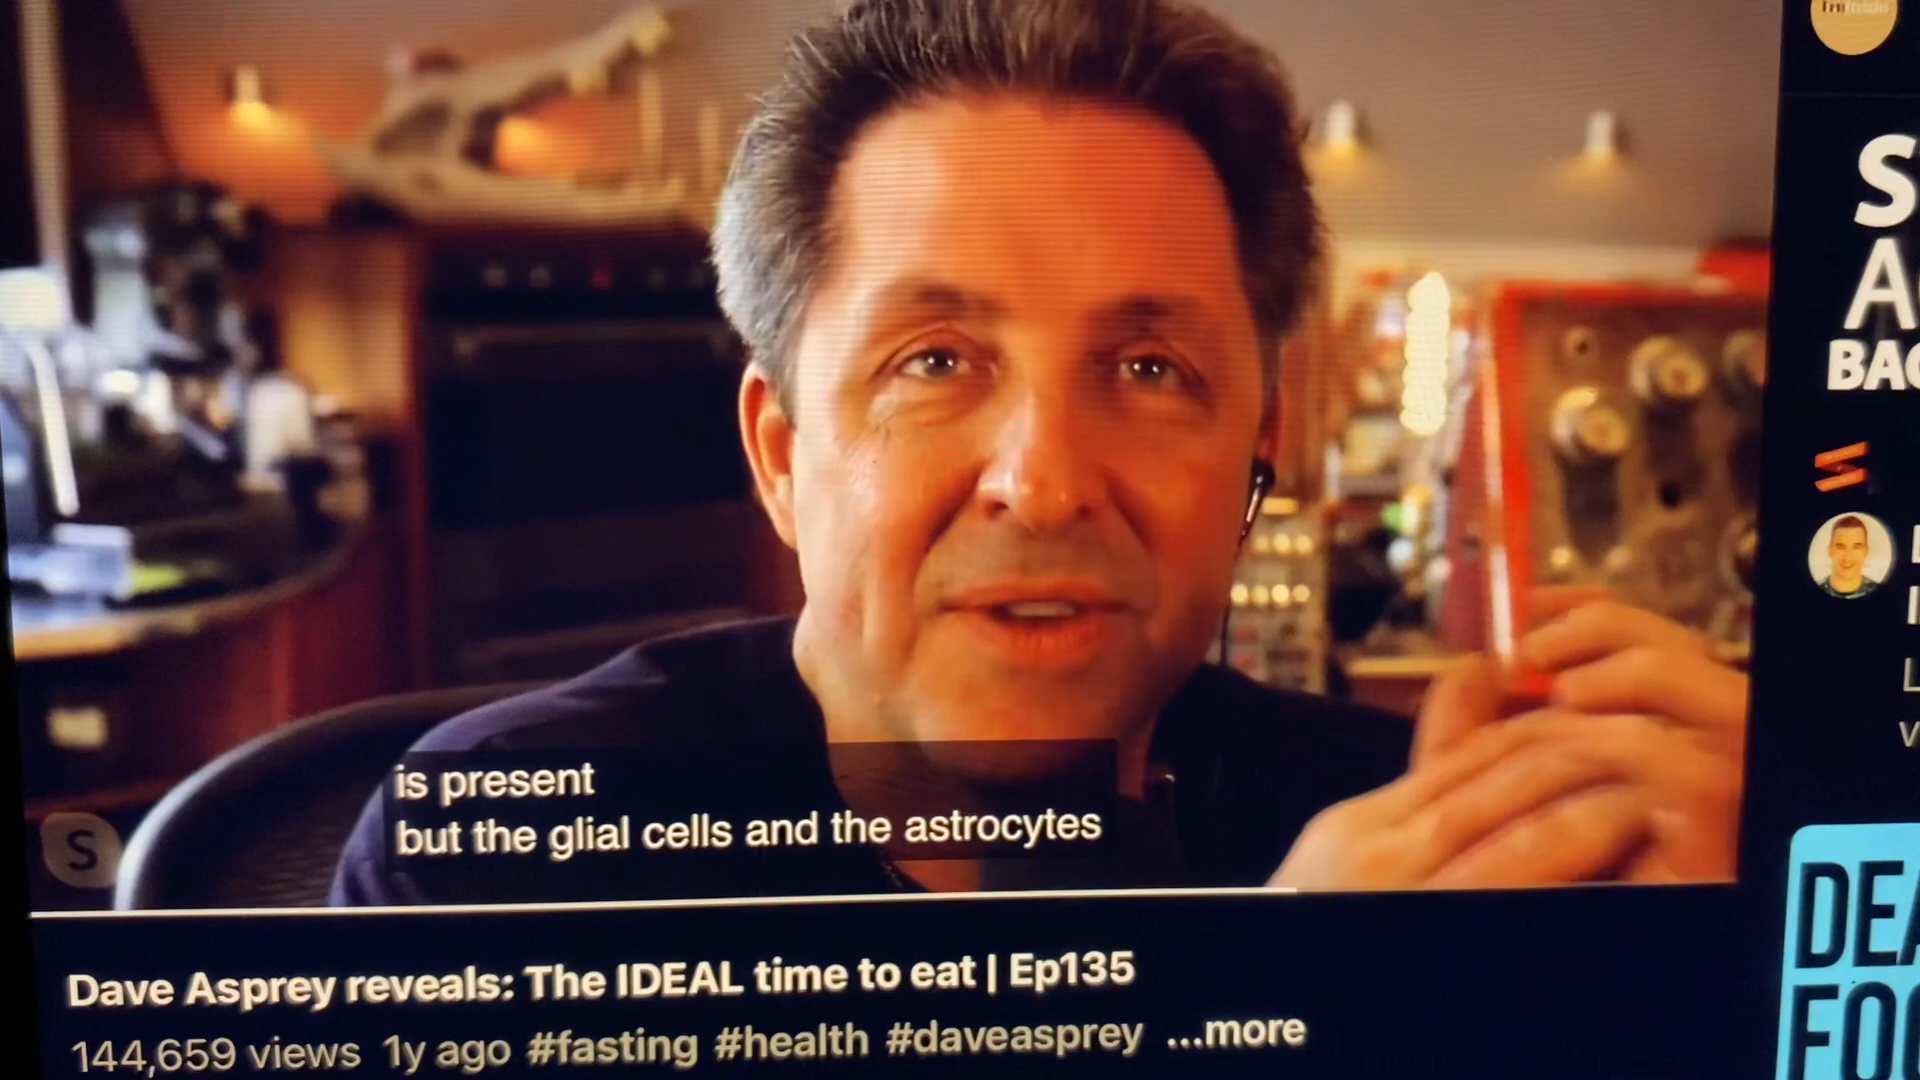 is present
but the glial cells and the astrocytes
S
Dave Asprey reveals: The IDEAL time to eat | Ep135
144,659 views 1y ago #fasting #health #daveasprey ...more